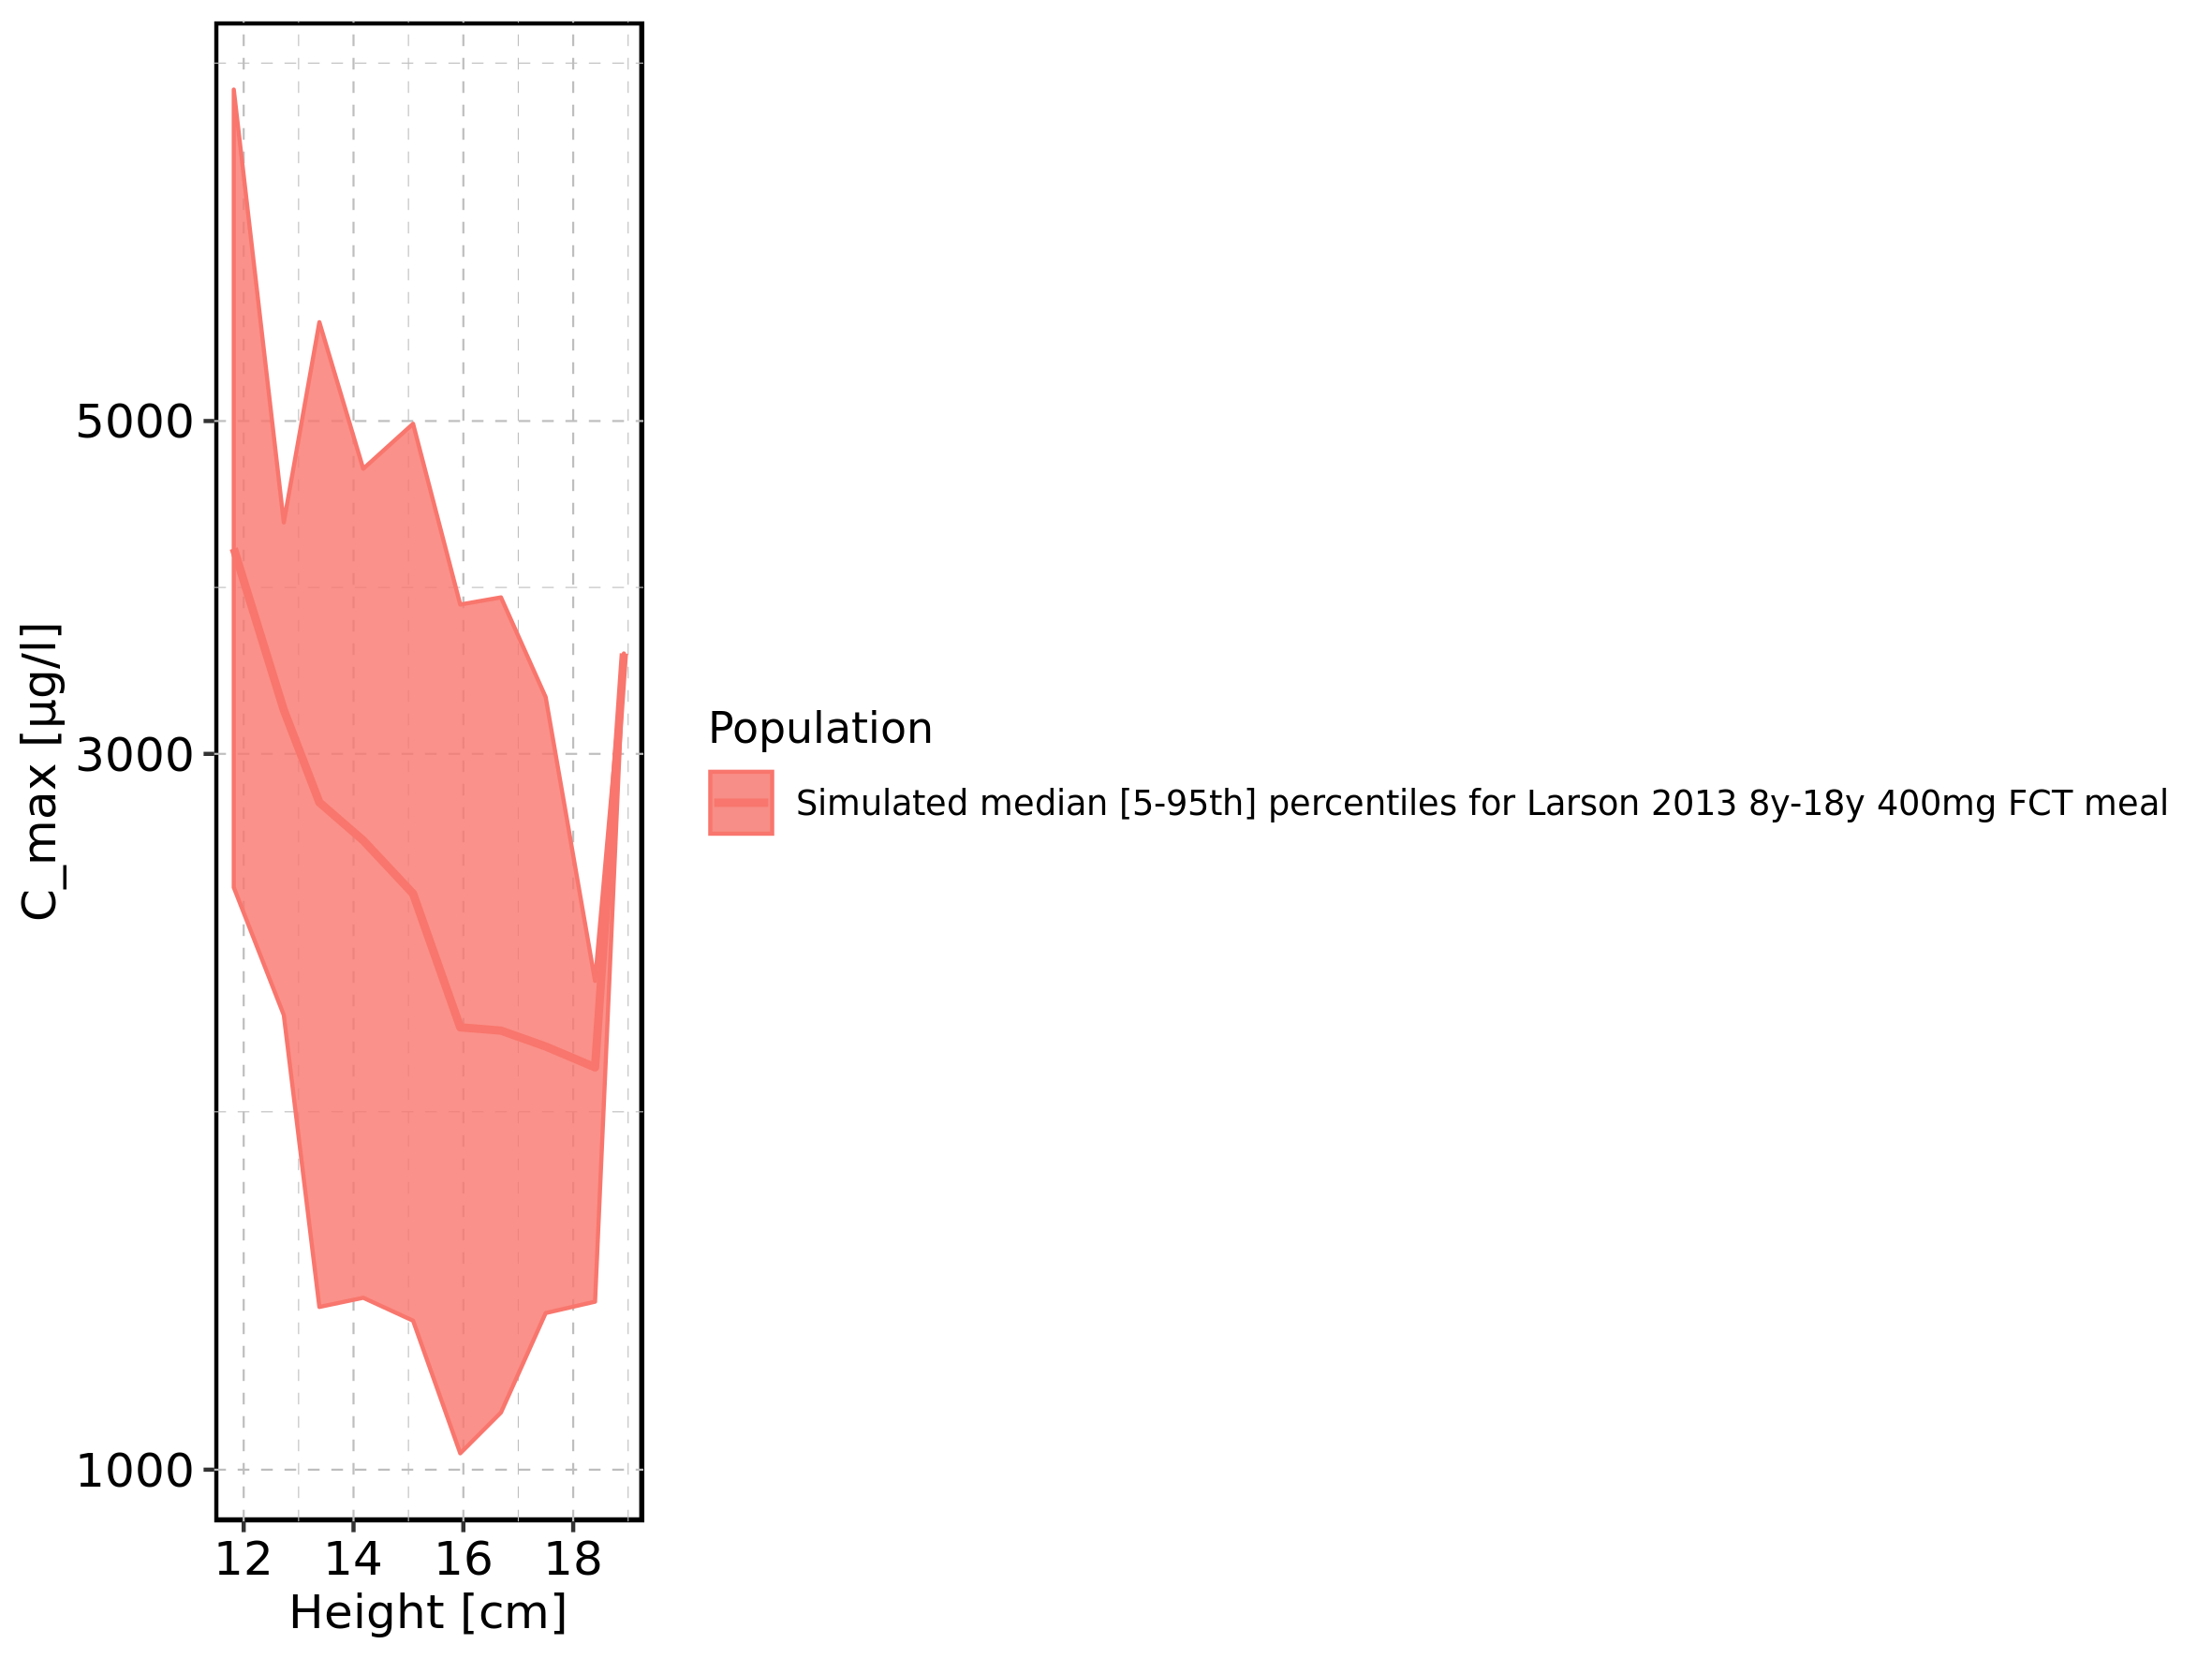 C_max [µg/l]
5000
3000
1000
12 14 16 18
Height [cm]
Population
Simulated median [5-95th] percentiles for Larson 2013 8y-18y 400mg FCT meal